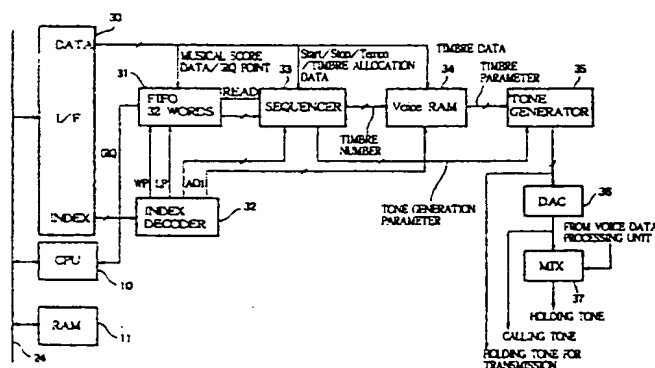 30
DATA
MUSICAL SCORE
DATA/IRQ POINT
Start/Stop/Tempo
/TIMBRE ALLOCATION
DATA
TIMBRE DATA
TIMBRE
PARAMETER
31
33
34
35
FIFO
32 WORDS
READ
SEQUENCER
Voice RAM
TONE
GENERATOR
I/F
IRQ
TIMBRE
NUMBER
WP
LP
AD1
INDEX
INDEX
DECODER
32
TONE GENERATION
PARAMETER
DAC
36
FROM VOICE DATA
PROCESSING UNIT
CPU
10
MIX
37
HOLDING TONE
RAM
11
CALLING TONE
24
HOLDING TONE FOR
TRANSMISSION